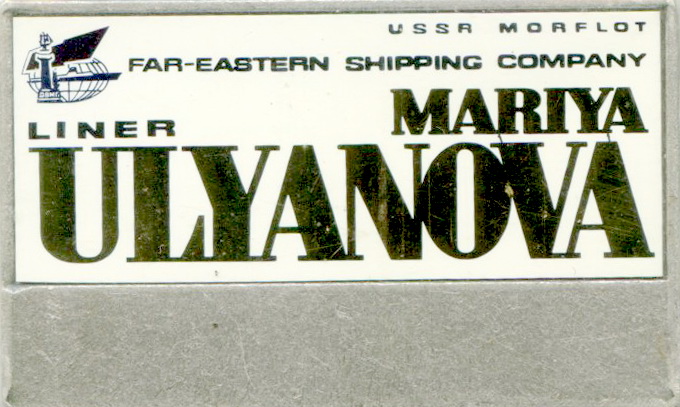 USSR MORFLOT
FAR-EASTERN SHIPPING COMPANY
LINER
MARIYA
ULYANOVA